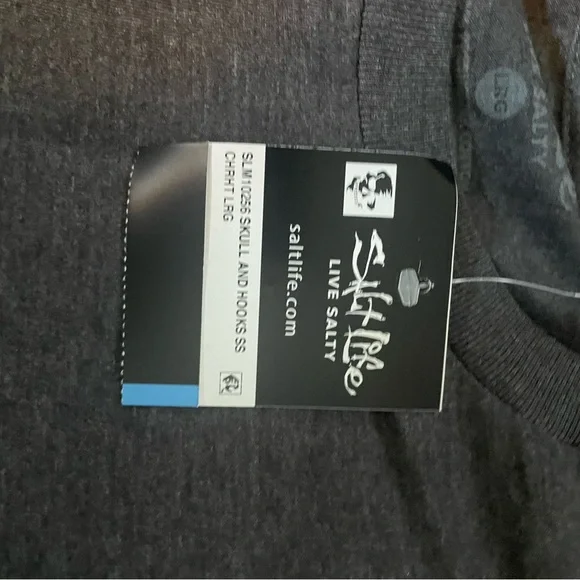 Salt Life
LIVE SALTY
saltlife.com
SLM10256 SKULL AND HOOKS SS
CHRHT LRG
LRG
SALTY